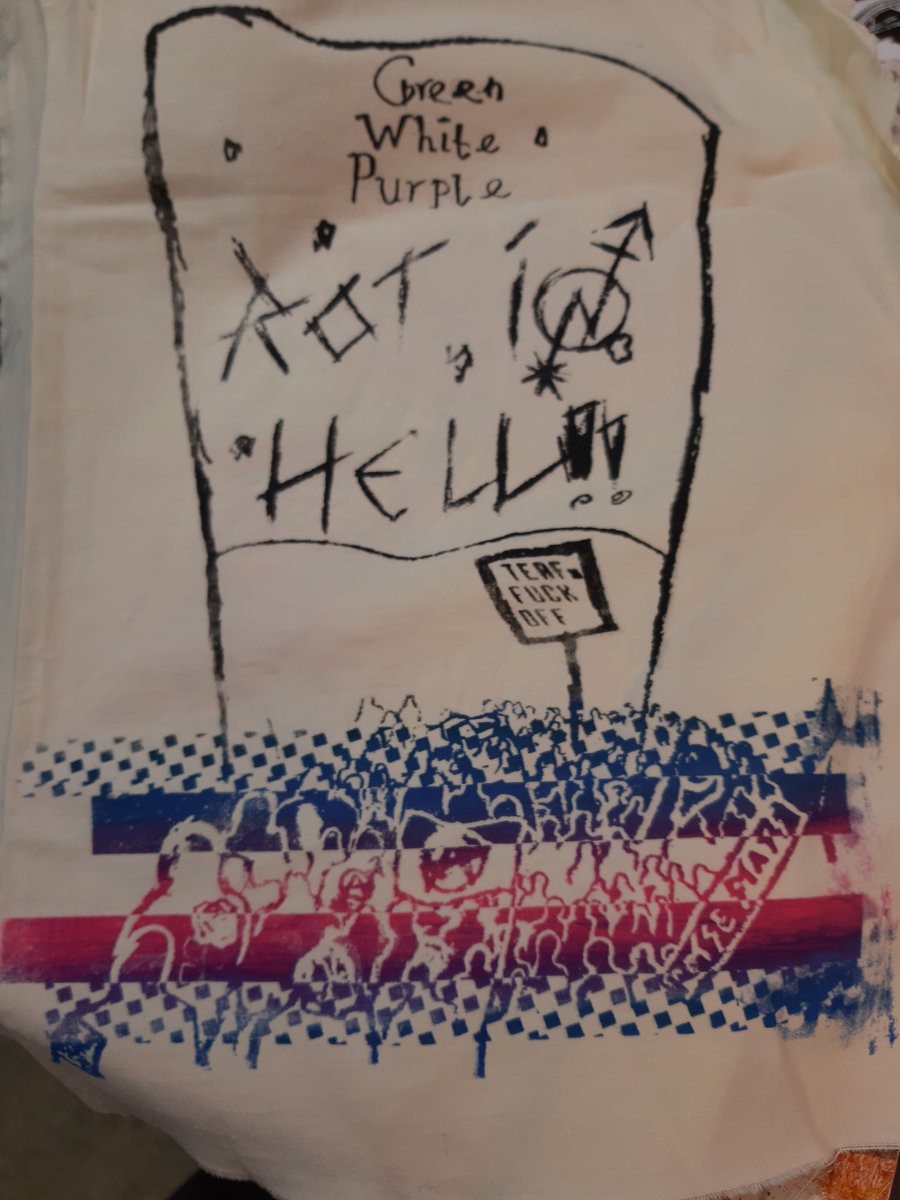 Green
White
Purple
ROT iN
HELL!!
TERF
FUCK
OFF